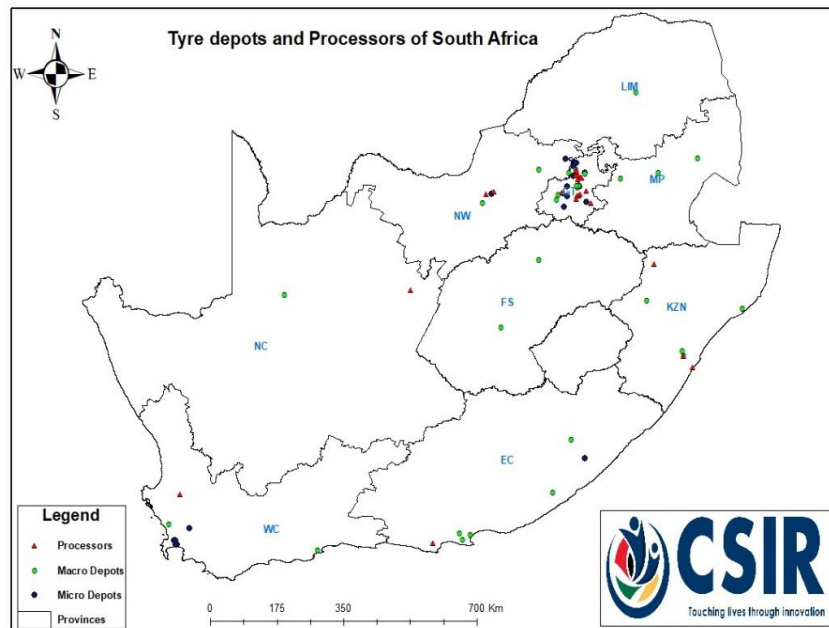 Tyre depots and Processors of South Africa
N
W
E
S
LIM
MP
NW
FS
KZN
NC
EC
WC
Legend
Processors
Macro Depots
Micro Depots
Provinces
0 175 350 700 Km
CSIR
Touching lives through innovation